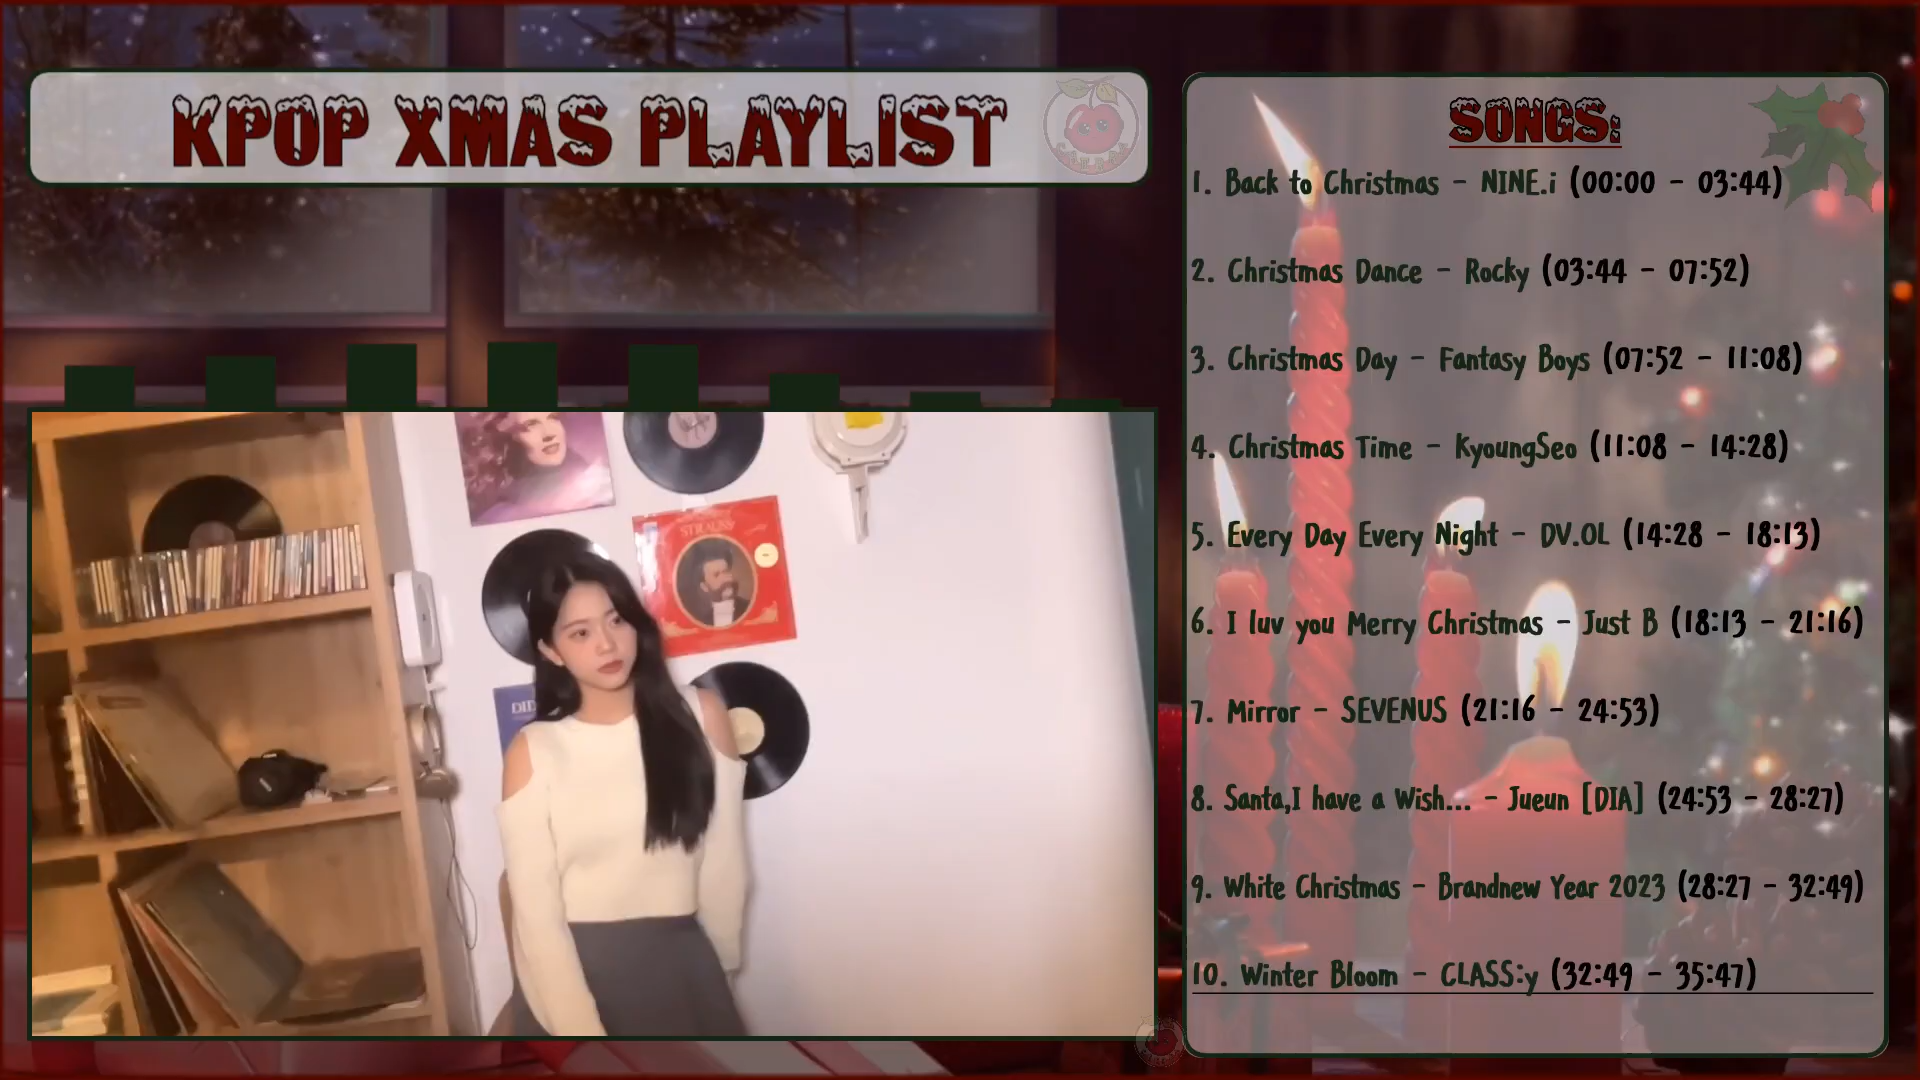 KPOP XMAS PLAYLIST
SONGS:
1. Back to Christmas - NINE.i (00:00 - 03:44)
2. Christmas Dance - Rocky (03:44 - 07:52)
3. Christmas Day - Fantasy Boys (07:52 - 11:08)
4. Christmas Time - KyoungSeo (11:08 - 14:28)
5. Every Day Every Night - DV.OL (14:28 - 18:13)
6. I luv you Merry Christmas - Just B (18:13 - 21:16)
7. Mirror - SEVENUS (21:16 - 24:53)
8. Santa,I have a Wish... - Jueun [DIA] (24:53 - 28:27)
9. White Christmas - Brandnew Year 2023 (28:27 - 32:49)
10. Winter Bloom - CLASS:y (32:49 - 35:47)
STRAUSS